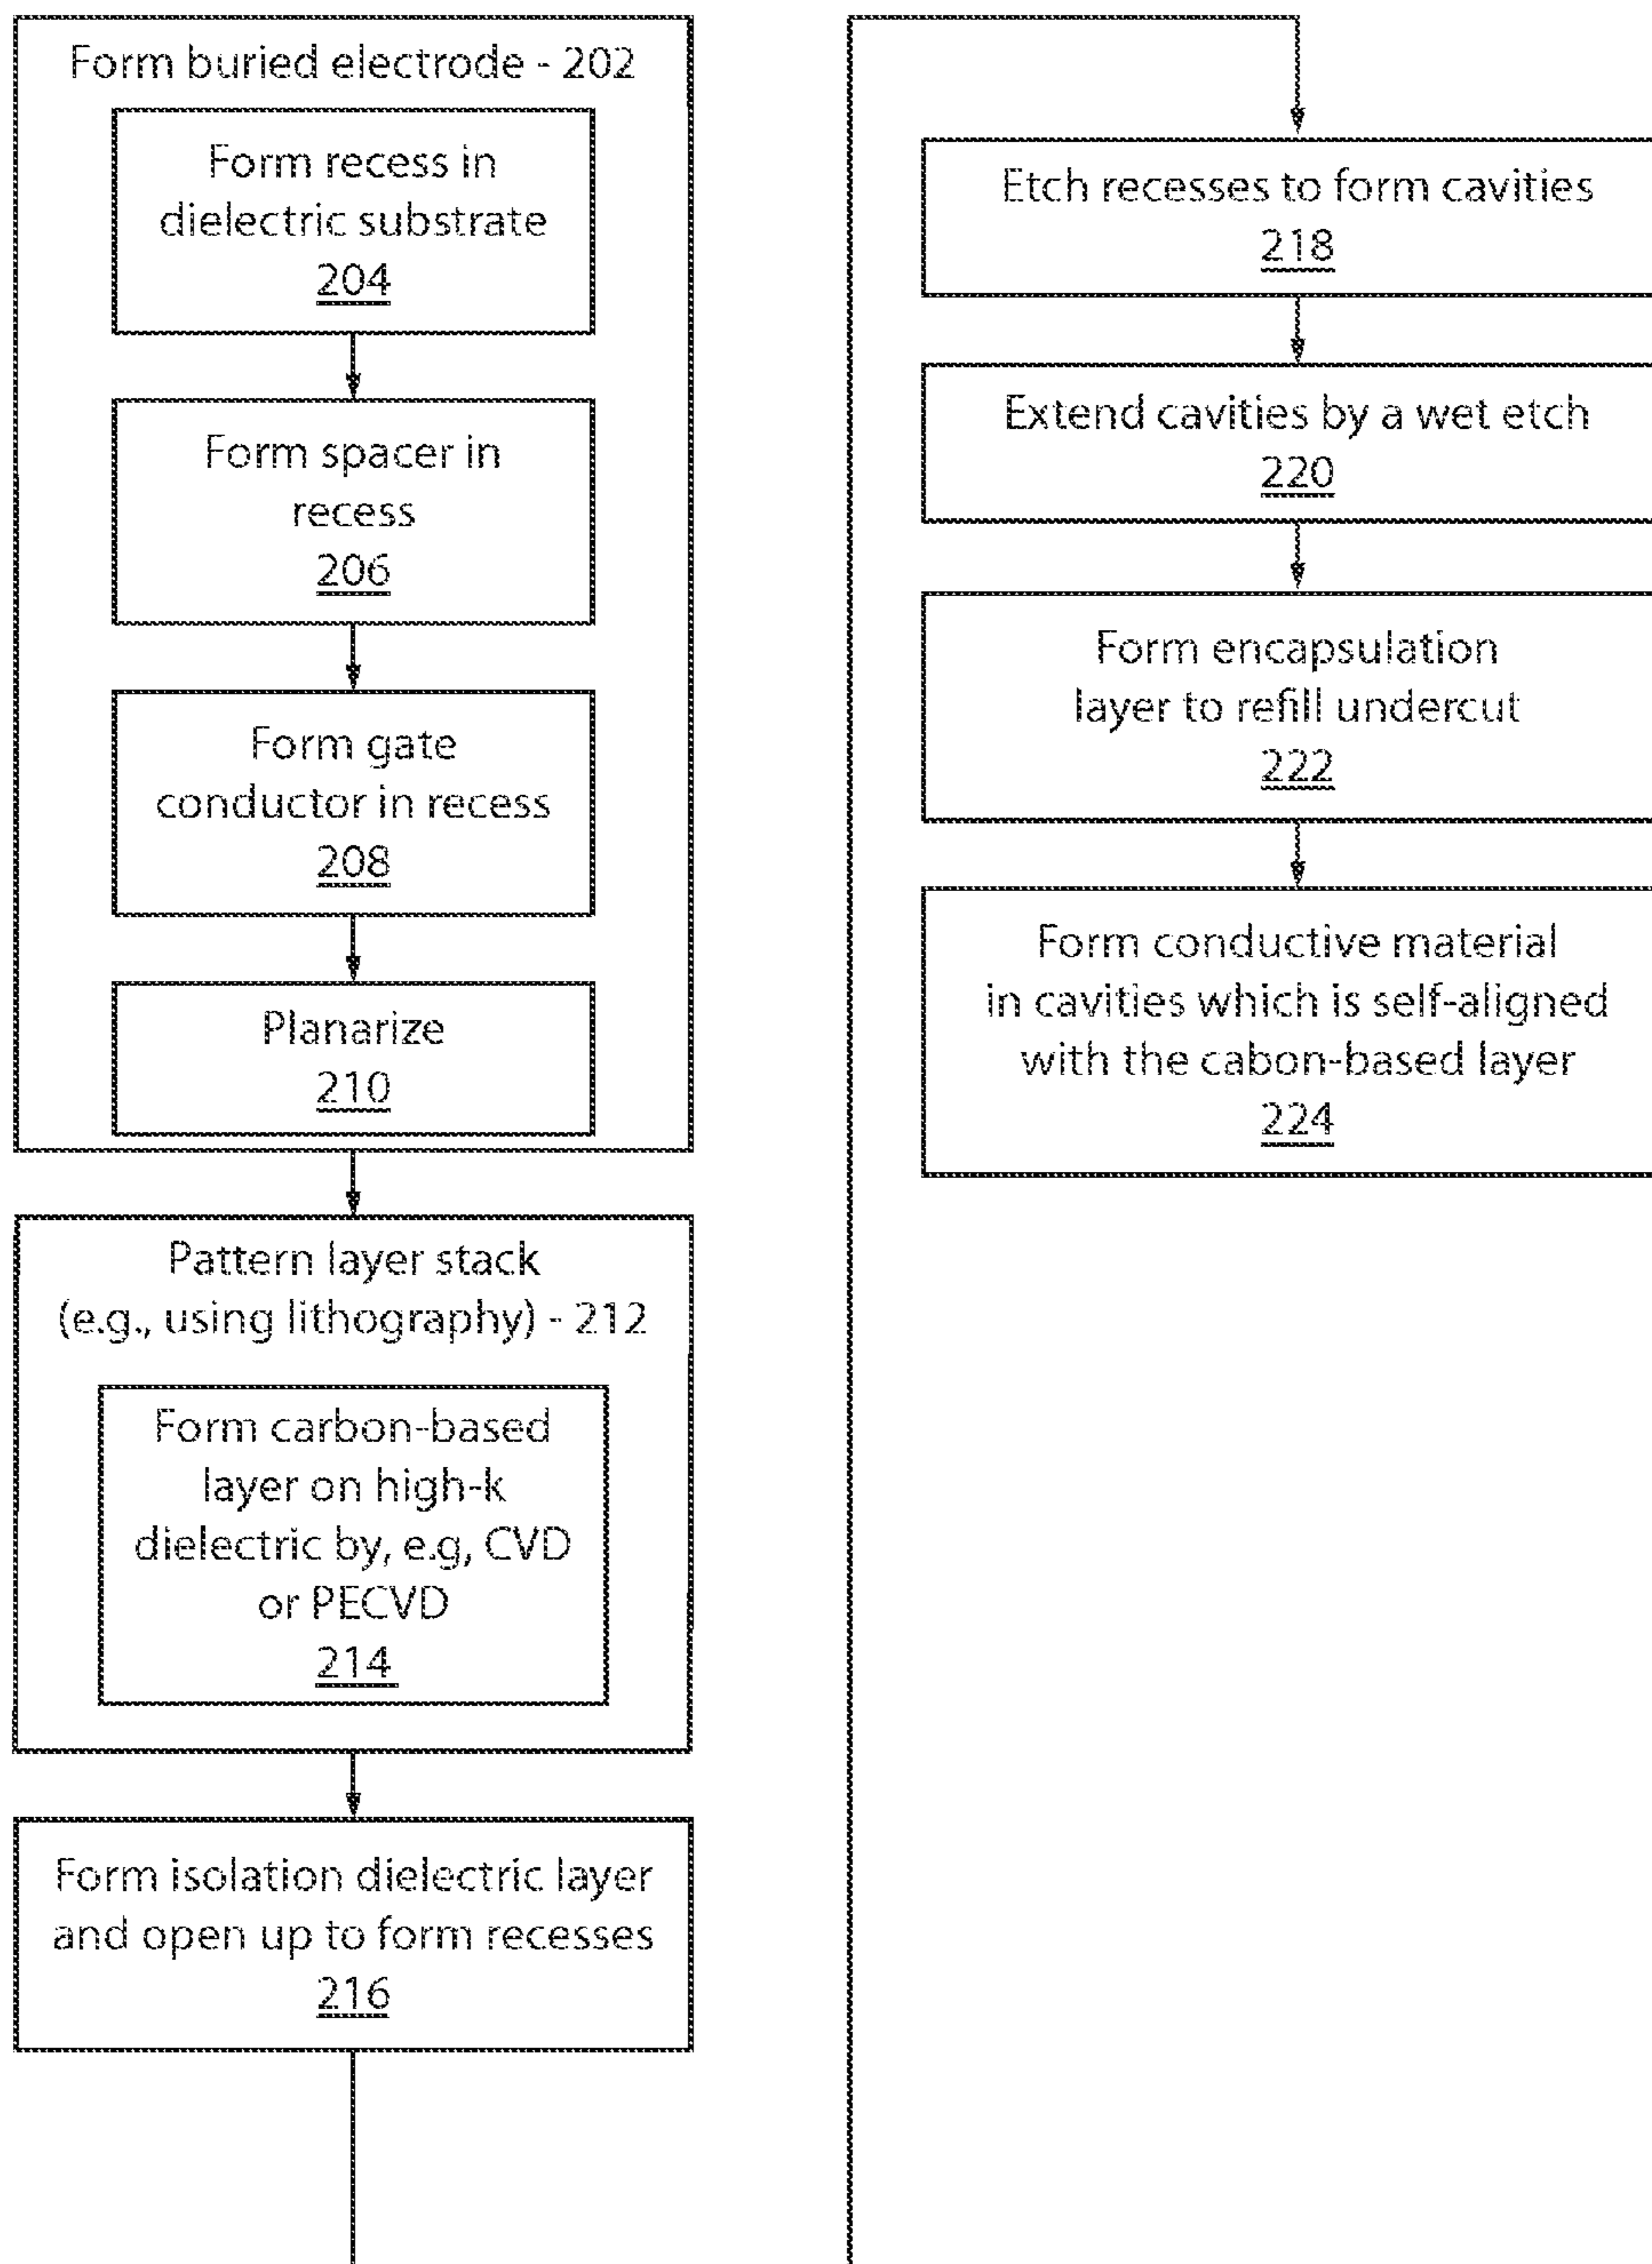 Form buried electrode - 202
Form recess in
dielectric substrate
204
Form spacer in
recess
206
Form gate
conductor in recess
208
Planarize
210
Pattern layer stack
(e.g., using lithography) - 212
Form carbon-based
layer on high-k
dielectric by, e.g, CVD
or PECVD
214
Form isolation dielectric layer
and open up to form recesses
216
Etch recesses to form cavities
218
Extend cavities by a wet etch
220
Form encapsulation
layer to refill undercut
222
Form conductive material
in cavities which is self-aligned
with the cabon-based layer
224